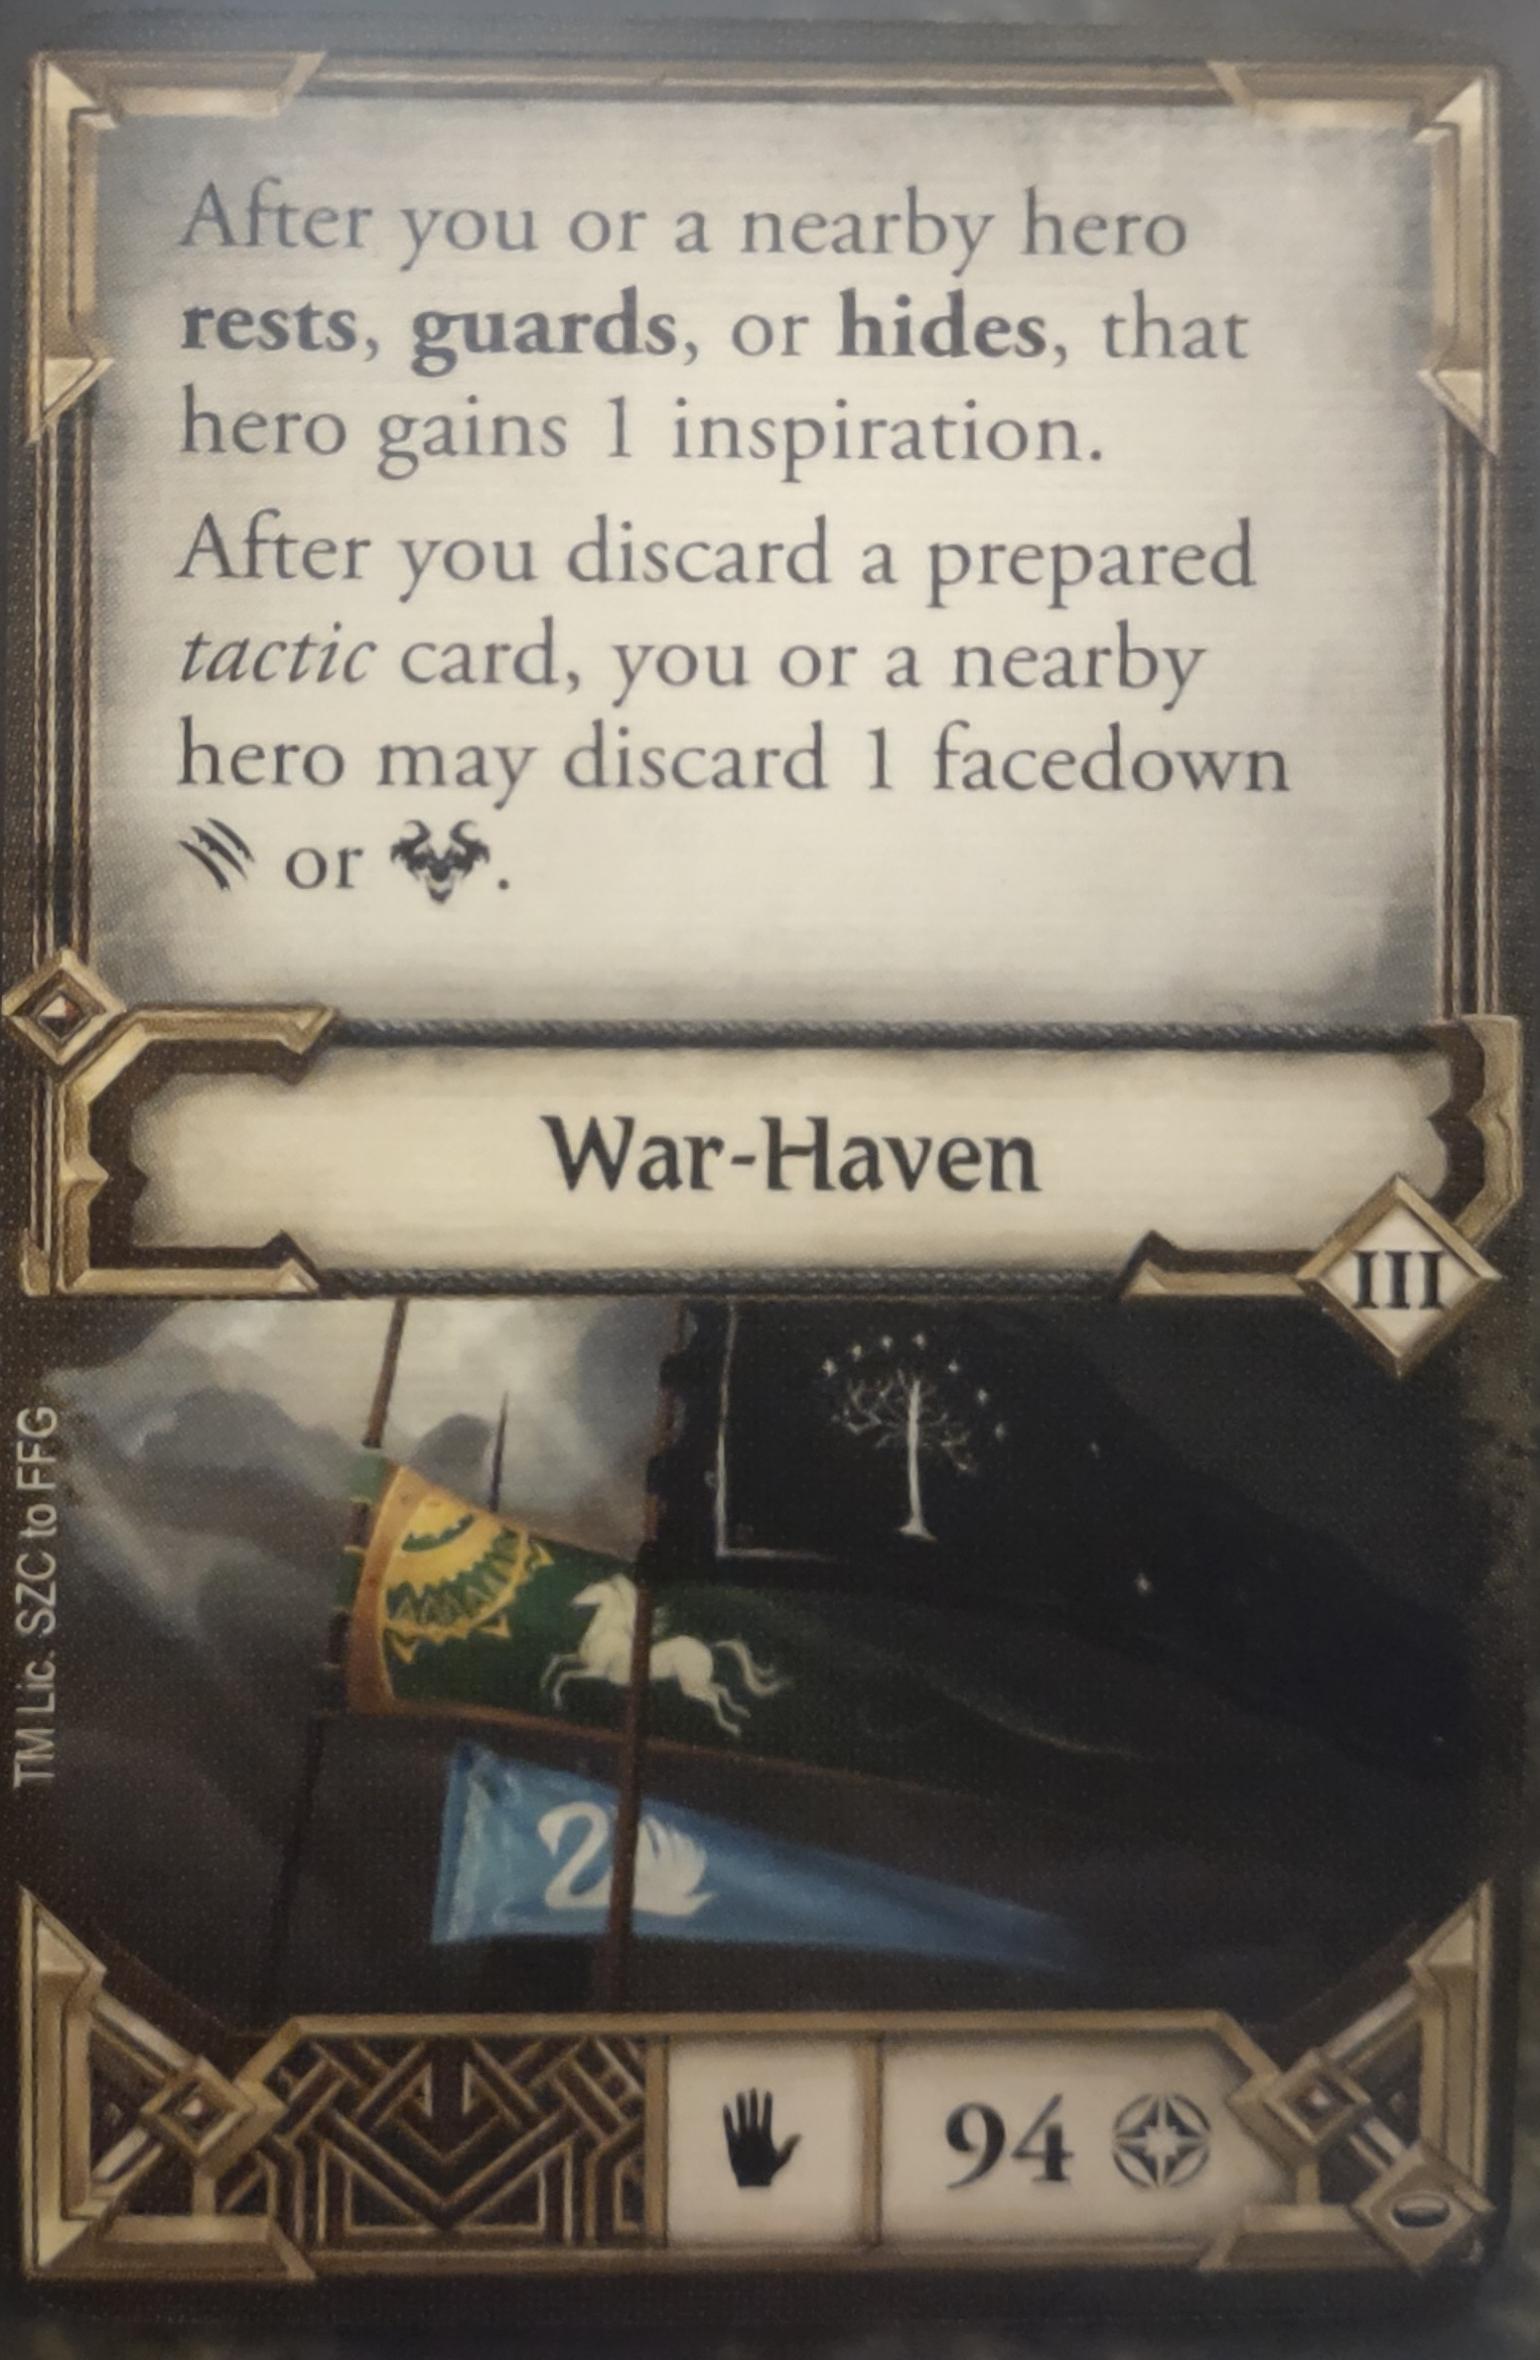 After you or a nearby hero
rests, guards, or hides, that
hero gains 1 inspiration.
After you discard a prepared
tactic card, you or a nearby
hero may discard 1 facedown
or .
War-Haven
III
TM Lic. SZC to FFG
94